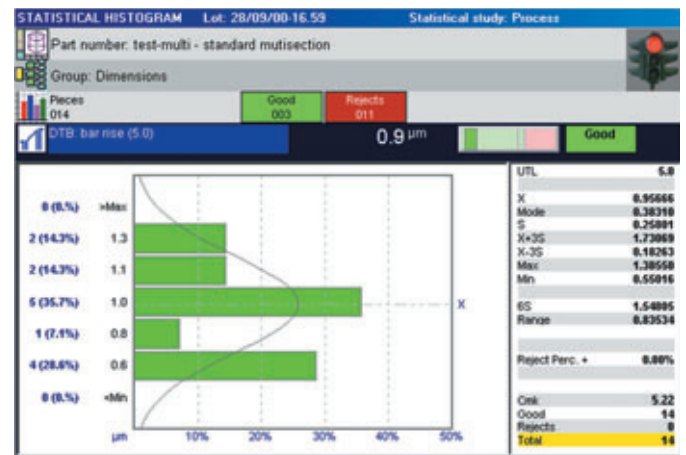 STATISTICAL HISTOGRAM Lot: 28/09/00-16.59 Statistical study: Process
Part number: test-multi - standard mutisection
Group: Dimensions
Pieces Good Rejects
014 003 011
DTB: bar rise (5.0) 0.9 µm Good
UTL 5.0
0 (0.%) >Max
X 0.95666
Mode 0.38310
2 (14.3%) 1.3
S 0.25801
X+3S 1.73069
2 (14.3%) 1.1
X-3S 0.18263
Max 1.38550
Min 0.55016
5 (35.7%) 1.0 X
6S 1.54805
Range 0.83534
1 (7.1%) 0.8
4 (28.6%) 0.6
Reject Perc. + 0.00%
0 (0.%) <Min
Cmk 5.22
Good 14
Rejects 0
µm 10% 20% 30% 40% 50%
Total 14